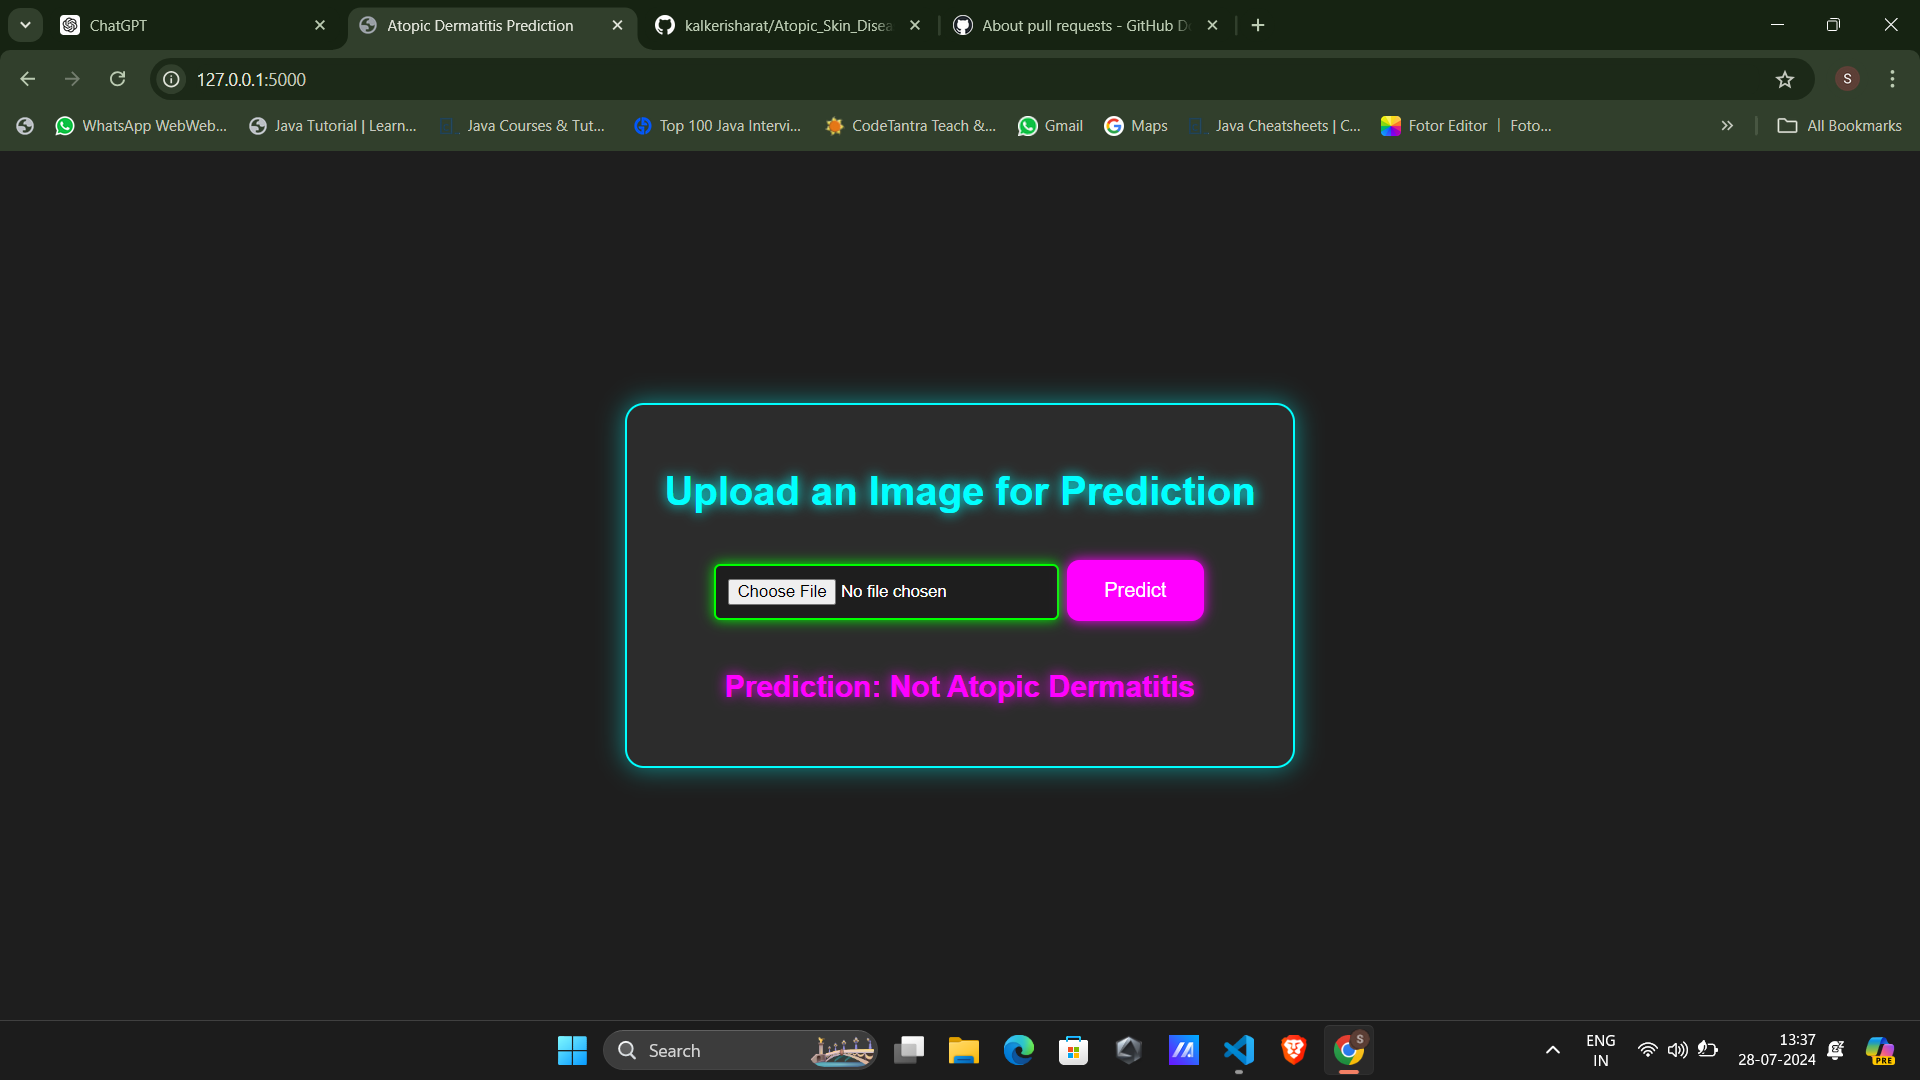 ChatGPT
Atopic Dermatitis Prediction
kalkerisharat/Atopic_Skin_Disea
About pull requests - GitHub D
127.0.0.1:5000
S
WhatsApp WebWeb...
Java Tutorial | Learn...
Java Courses & Tut...
Top 100 Java Intervi...
CodeTantra Teach &...
Gmail
Maps
Java Cheatsheets | C...
Fotor Editor | Foto...
All Bookmarks
Upload an Image for Prediction
Choose File No file chosen
Predict
Prediction: Not Atopic Dermatitis
Search
S
ENG
IN
13:37
28-07-2024
PRE